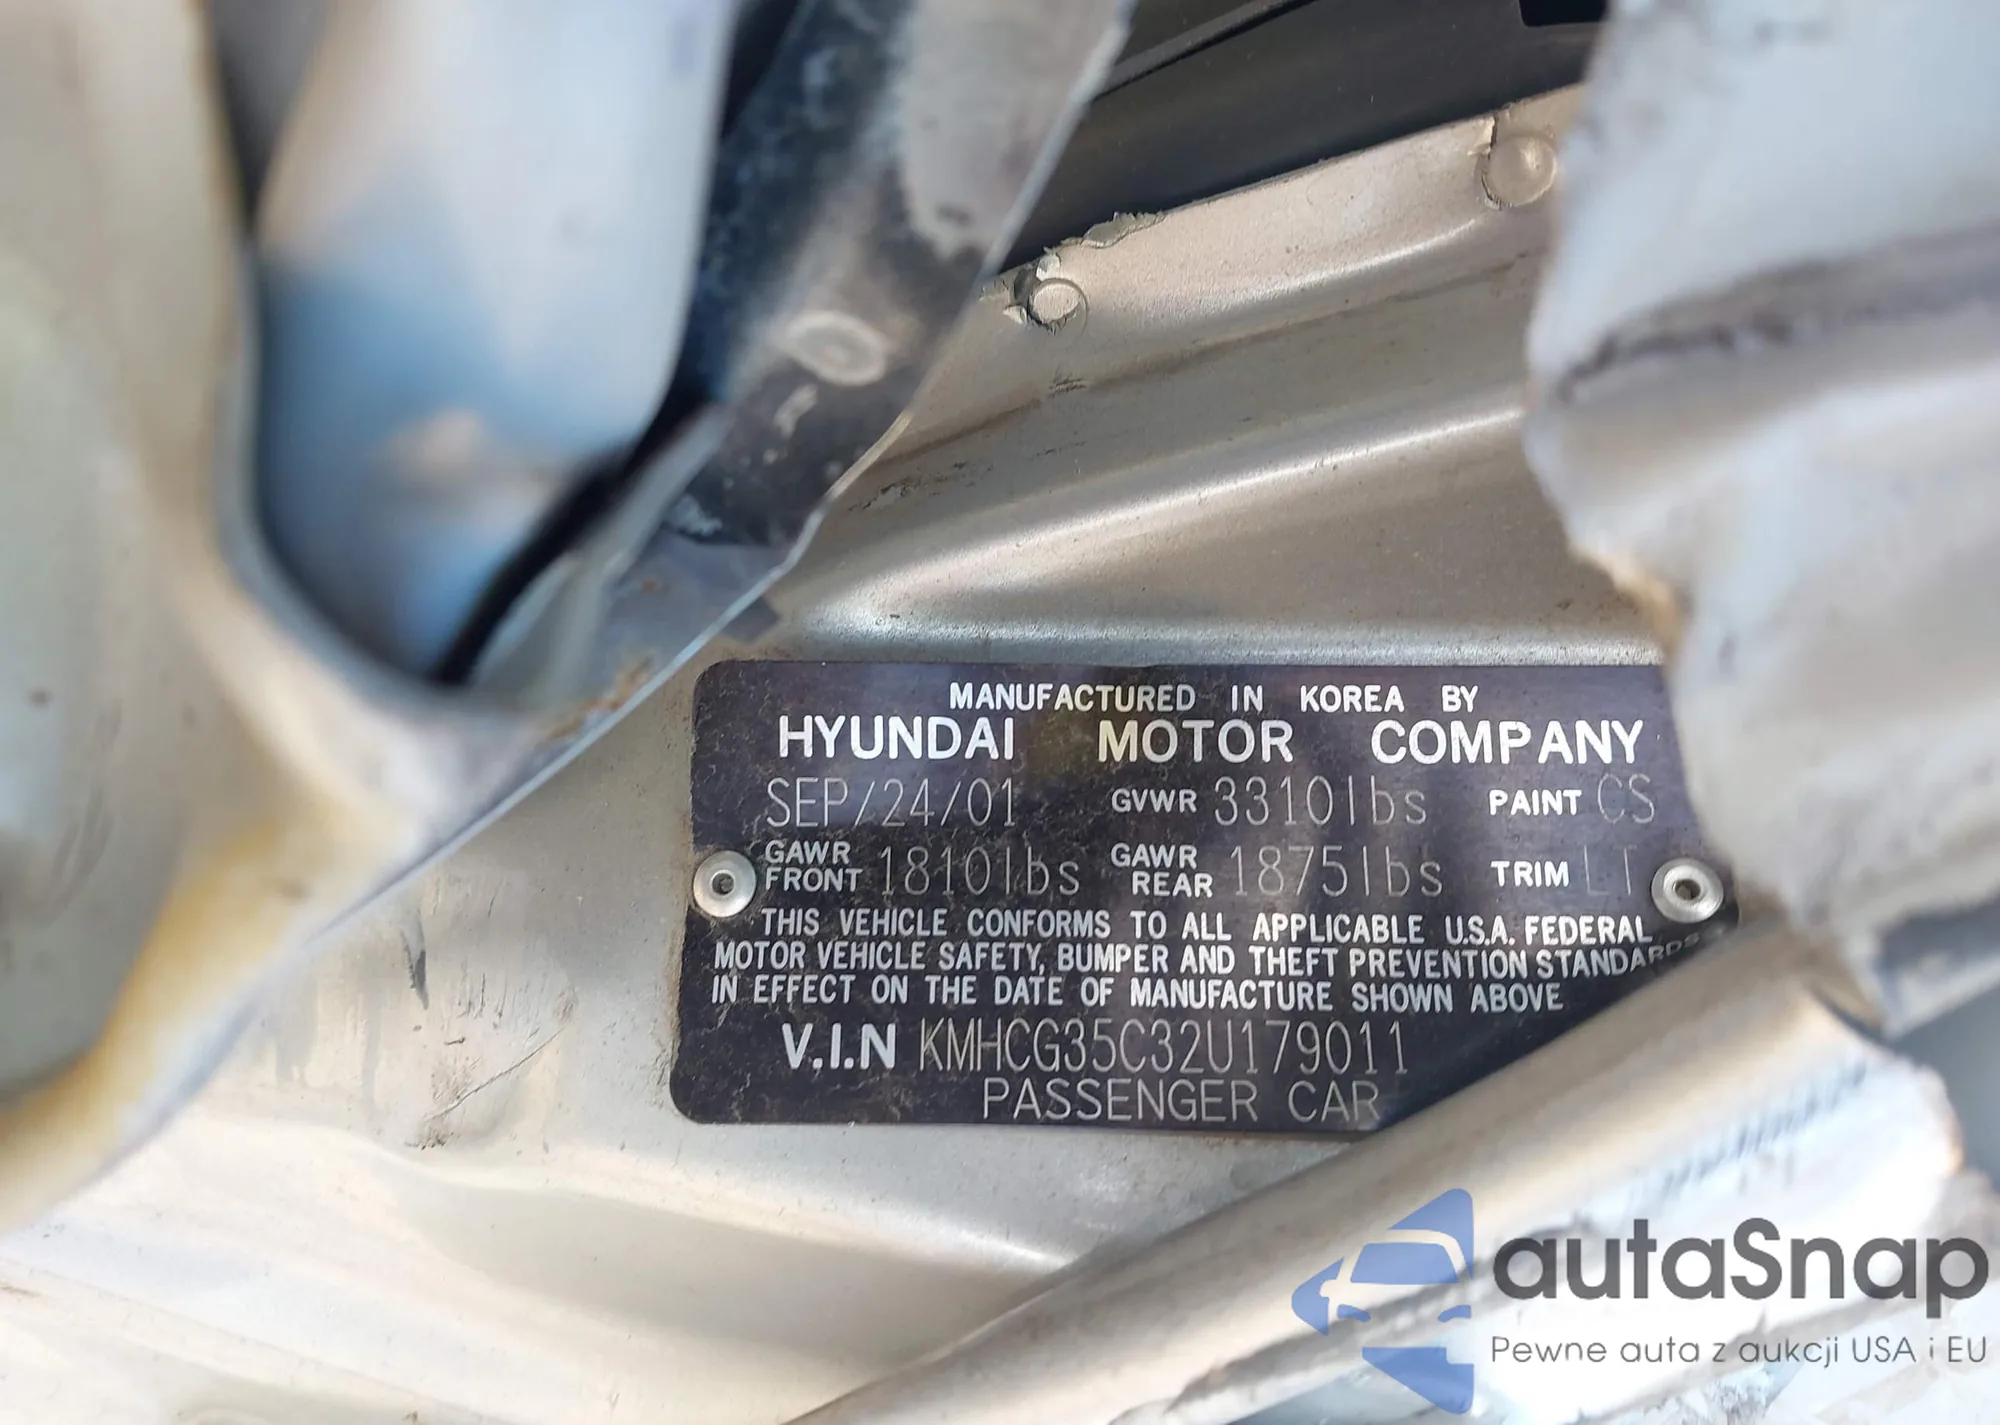 MANUFACTURED IN KOREA BY
HYUNDAI MOTOR COMPANY
SEP/24/01 GVWR 3310lbs PAINT CS
GAWR FRONT 1810lbs GAWR REAR 1875lbs TRIM LT
THIS VEHICLE CONFORMS TO ALL APPLICABLE U.S.A. FEDERAL
MOTOR VEHICLE SAFETY, BUMPER AND THEFT PREVENTION STANDARDS
IN EFFECT ON THE DATE OF MANUFACTURE SHOWN ABOVE
V.I.N KMHCG35C32U179011
PASSENGER CAR
autaSnap
Pewne auta z aukcji USA i EU